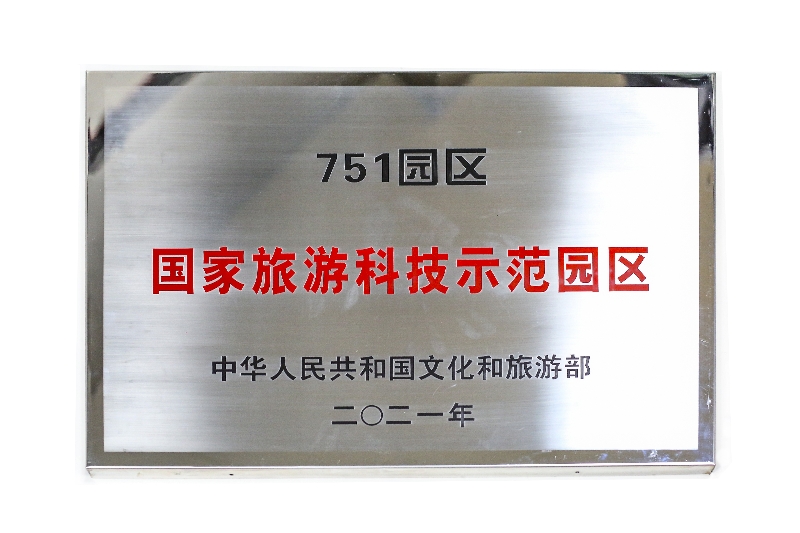 751园区
国家旅游科技示范园区
中华人民共和国文化和旅游部
二〇二一年